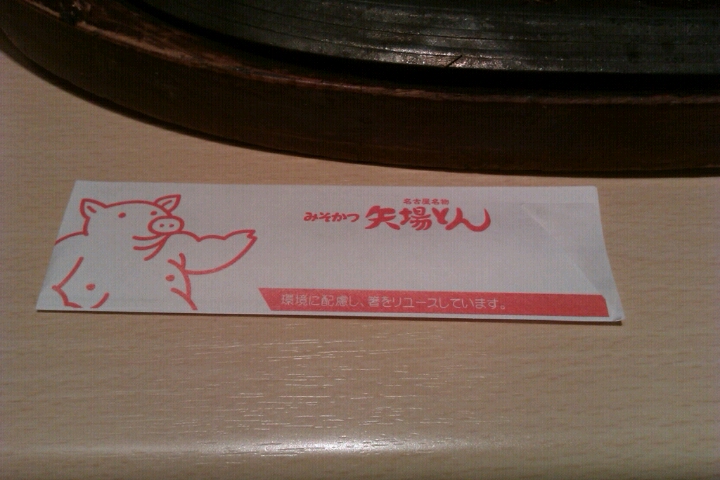 名古屋名物
みそかつ 矢場とん
環境に配慮し、箸をリユースしています。